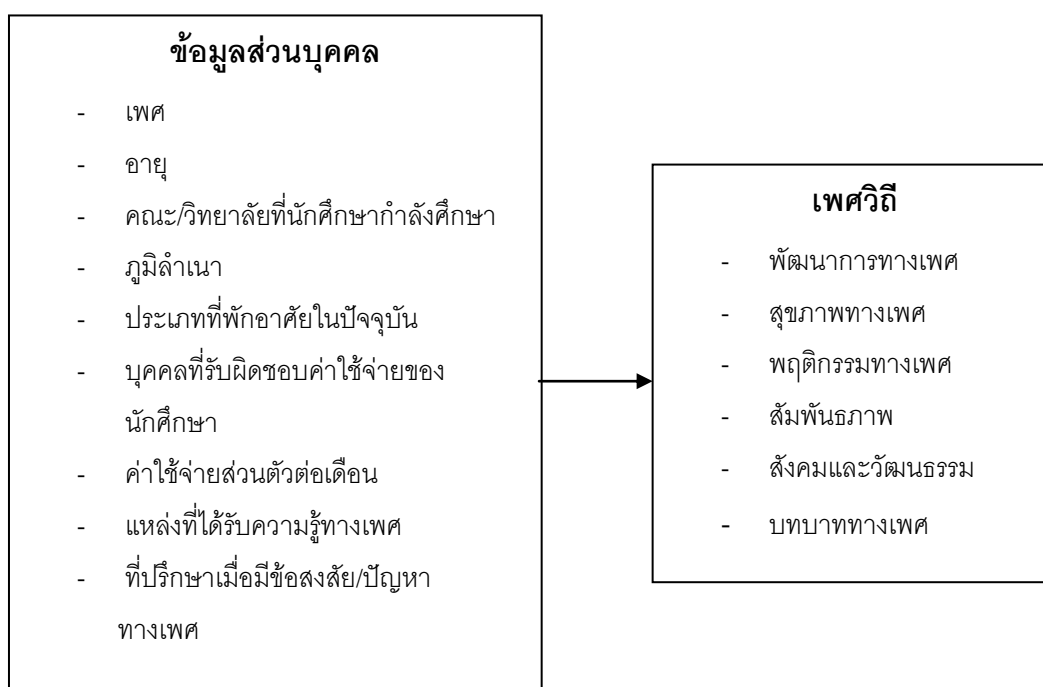 ข้อมูลส่วนบุคคล
- เพศ
- อายุ
- คณะ/วิทยาลัยที่นักศึกษากำลังศึกษา
- ภูมิลำเนา
- ประเภทที่พักอาศัยในปัจจุบัน
- บุคคลที่รับผิดชอบค่าใช้จ่ายของ
นักศึกษา
- ค่าใช้จ่ายส่วนตัวต่อเดือน
- แหล่งที่ได้รับความรู้ทางเพศ
- ที่ปรึกษาเมื่อมีข้อสงสัย/ปัญหา
ทางเพศ
เพศวิถี
- พัฒนาการทางเพศ
- สุขภาพทางเพศ
- พฤติกรรมทางเพศ
- สัมพันธภาพ
- สังคมและวัฒนธรรม
- บทบาททางเพศ